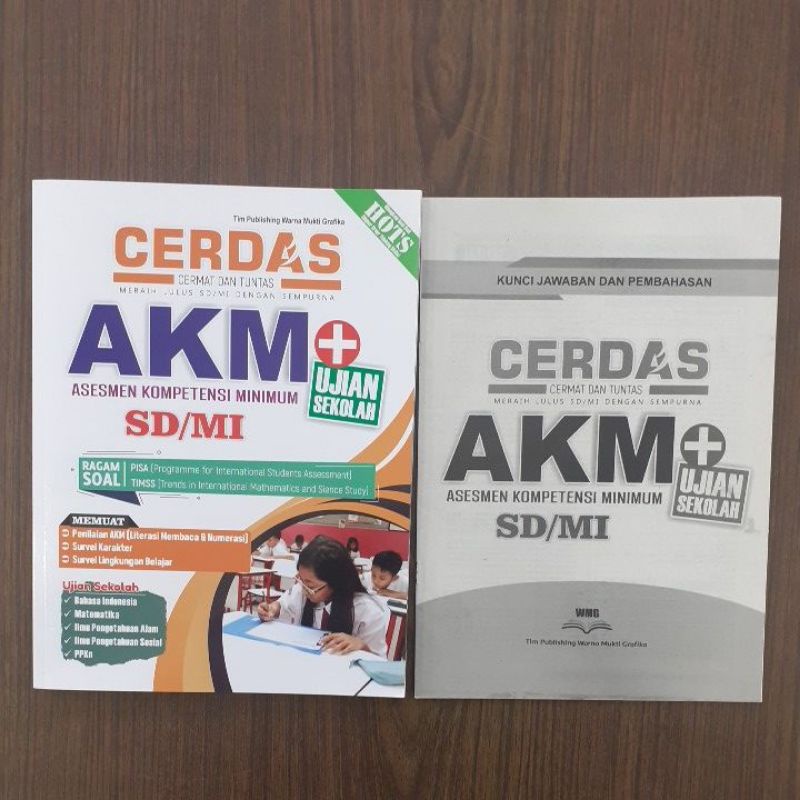 Tim Publishing Warna Mukti Grafika
HOTS
CERDAS
CERMAT DAN TUNTAS
MERAIH LULUS SD/MI DENGAN SEMPURNA
AKM+
UJIAN
SEKOLAH
ASESMEN KOMPETENSI MINIMUM
SD/MI
RAGAM
SOAL
PISA (Programme for International Students Assessment)
TIMSS (Trends in International Mathematics and Sience Study)
MEMUAT
Penilaian AKM (Literasi Membaca & Numerasi)
Survei Karakter
Survei Lingkungan Belajar
Ujian Sekolah
Bahasa Indonesia
Matematika
Ilmu Pengetahuan Alam
Ilmu Pengetahuan Sosial
PPKn
KUNCI JAWABAN DAN PEMBAHASAN
CERDAS
CERMAT DAN TUNTAS
MERAIH LULUS SD/MI DENGAN SEMPURNA
AKM+
UJIAN
SEKOLAH
ASESMEN KOMPETENSI MINIMUM
SD/MI
WMG
Tim Publishing Warna Mukti Grafika